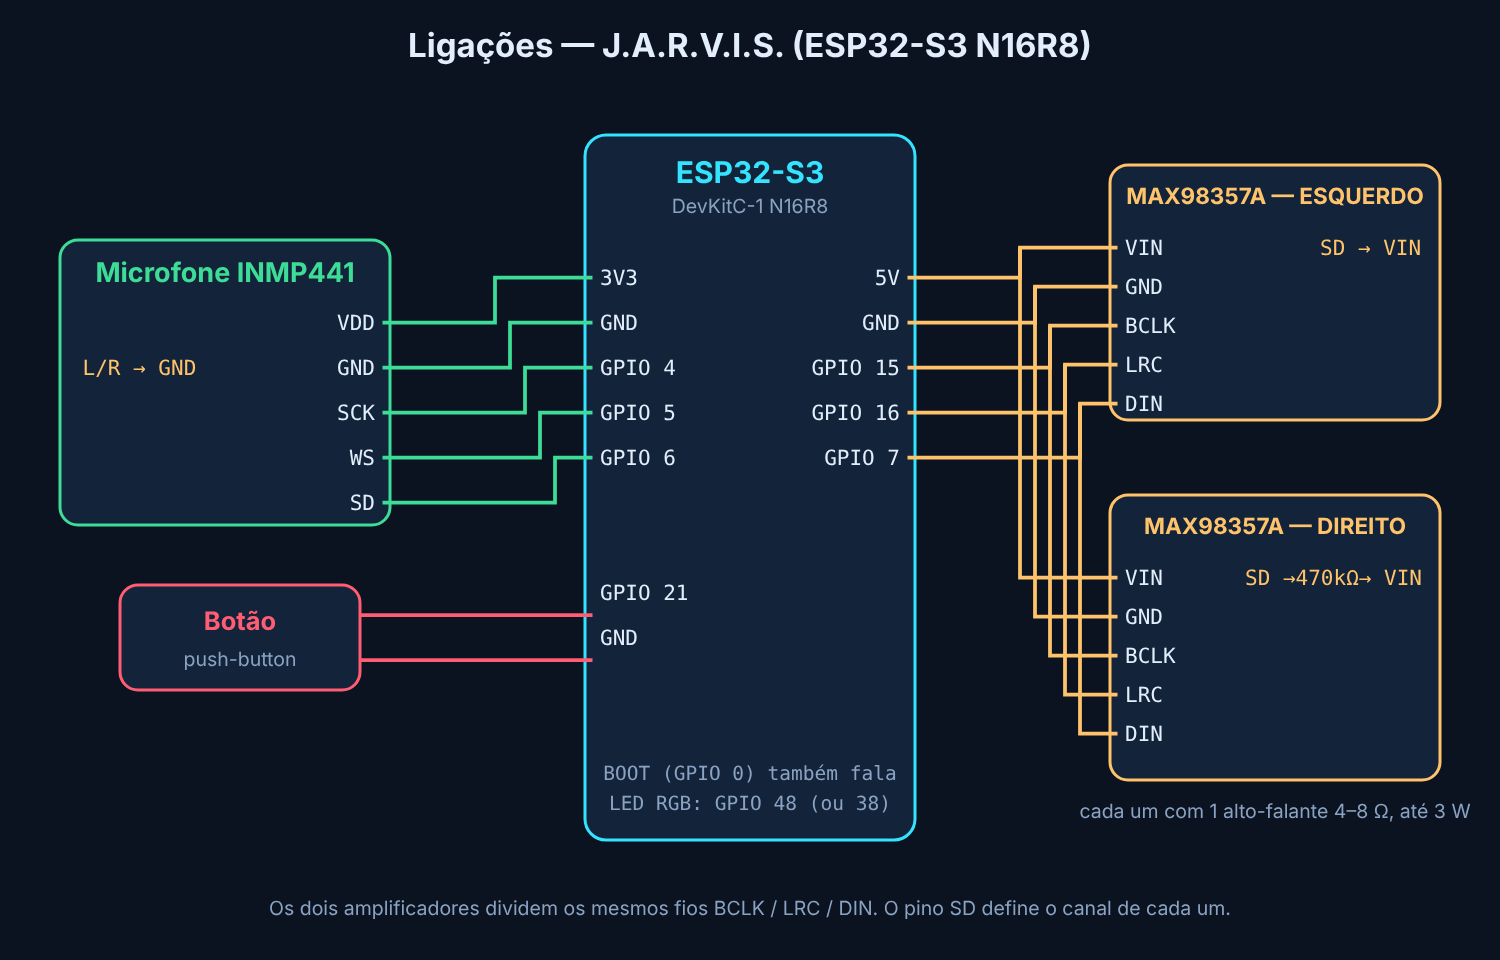 Ligações — J.A.R.V.I.S. (ESP32-S3 N16R8)
Microfone INMP441
VDD
L/R → GND
GND
SCK
WS
SD
Botão
push-button
ESP32-S3
DevKitC-1 N16R8
3V3
5V
GND
GND
GPIO 4
GPIO 15
GPIO 5
GPIO 16
GPIO 6
GPIO 7
GPIO 21
GND
BOOT (GPIO 0) também fala
LED RGB: GPIO 48 (ou 38)
MAX98357A — ESQUERDO
VIN
SD → VIN
GND
BCLK
LRC
DIN
MAX98357A — DIREITO
VIN
SD →470kΩ→ VIN
GND
BCLK
LRC
DIN
cada um com 1 alto-falante 4–8 Ω, até 3 W
Os dois amplificadores dividem os mesmos fios BCLK / LRC / DIN. O pino SD define o canal de cada um.